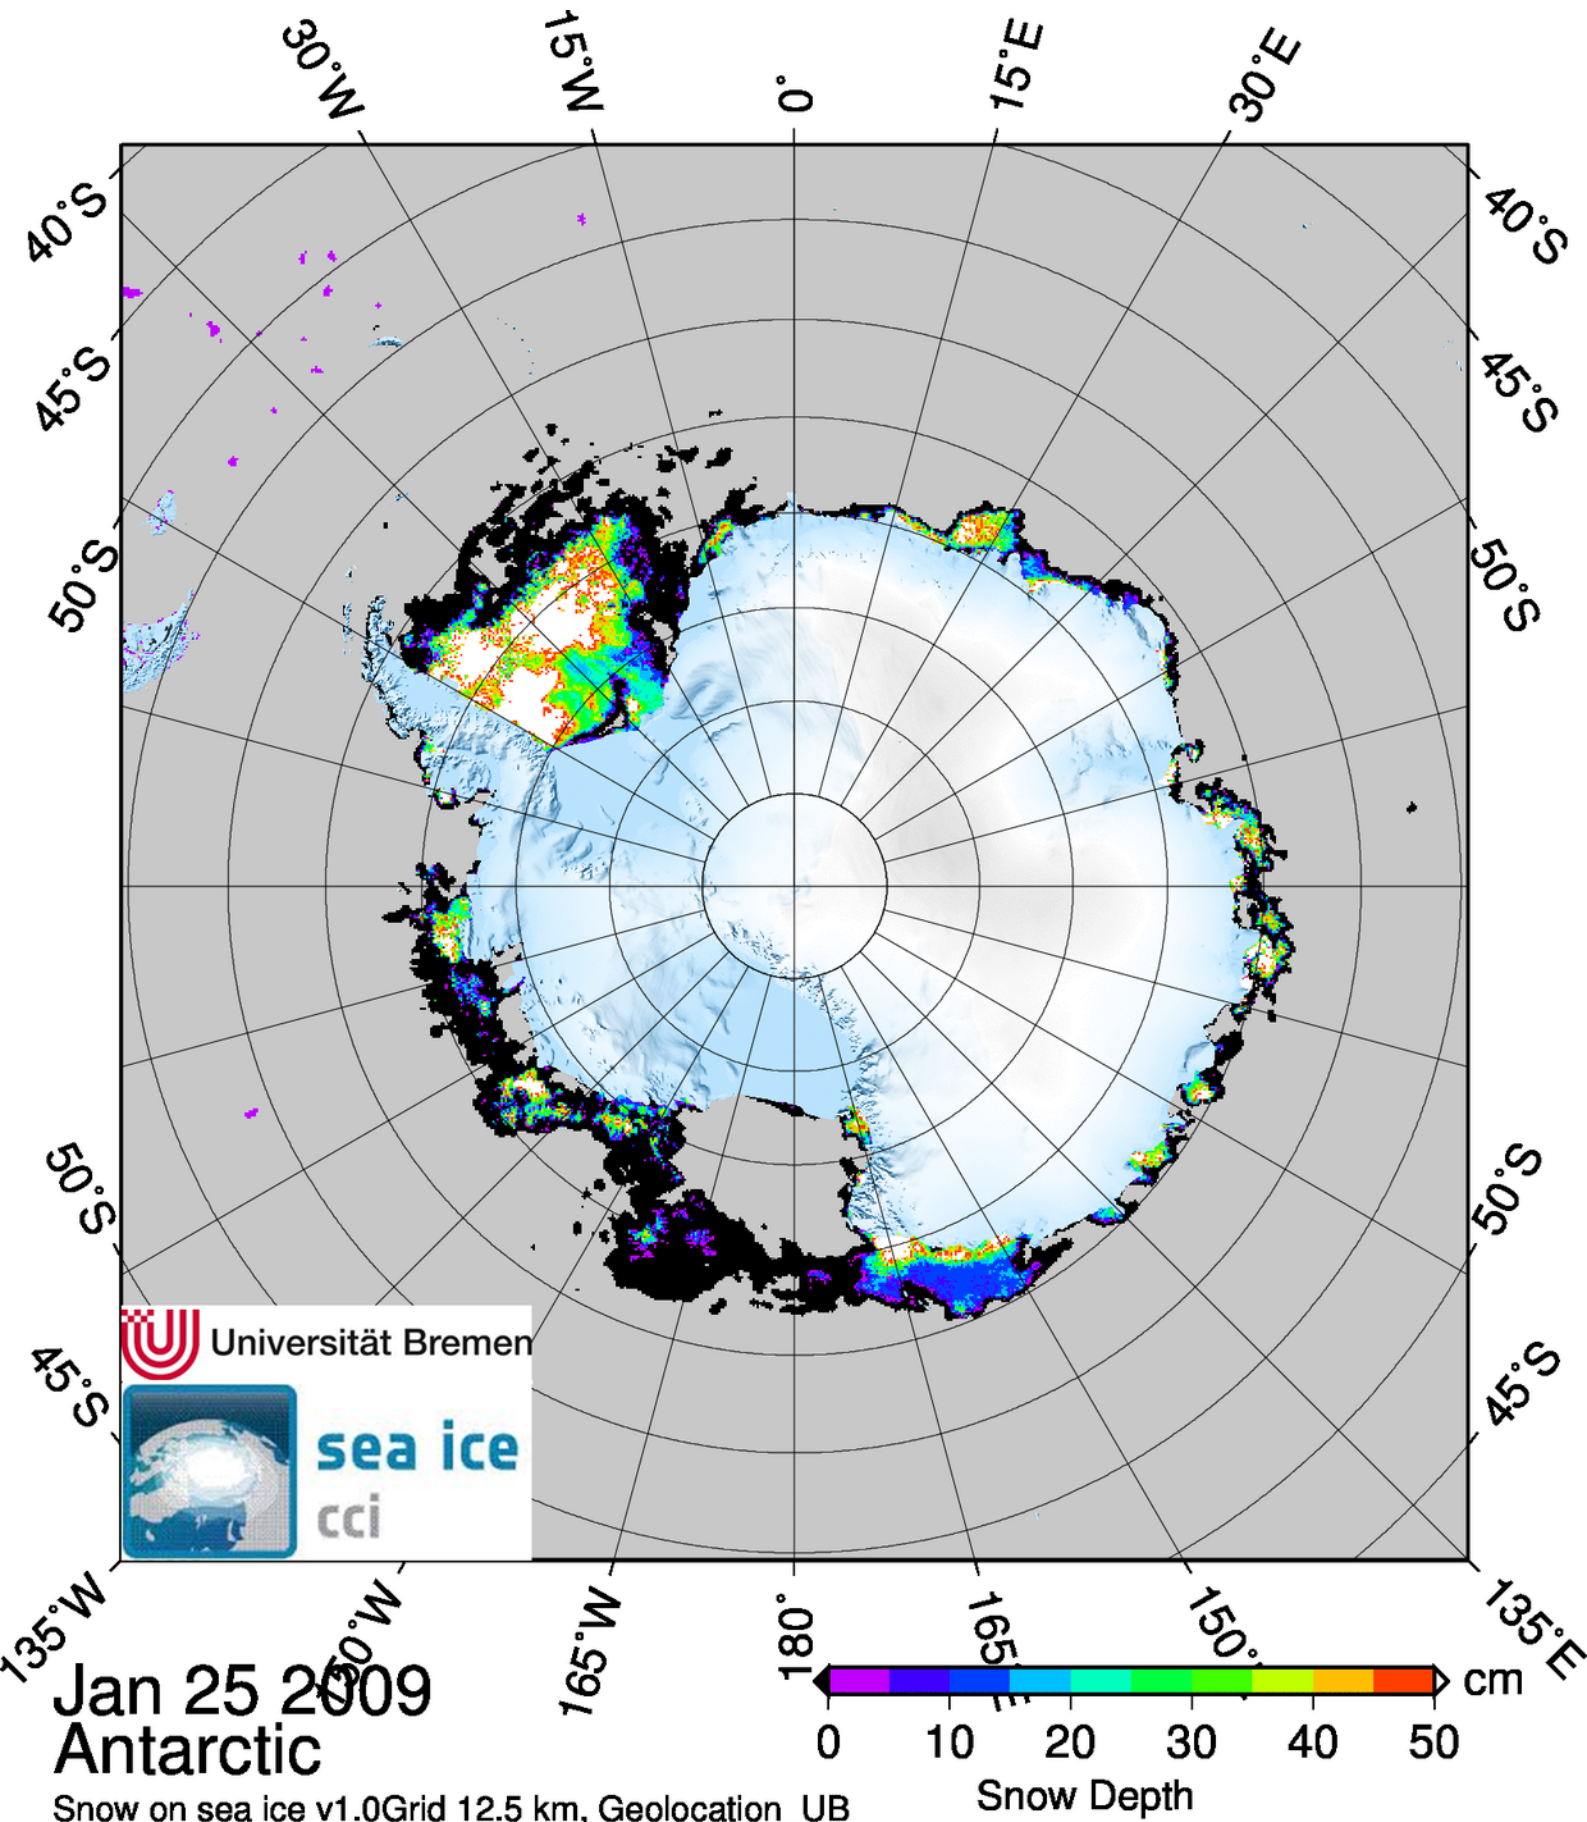 30°W 15°W 0° 15°E 30°E
40°S 40°S
45°S 45°S
50°S 50°S
50°S 50°S
45°S 45°S
Universität Bremen
sea ice
cci
135°W 150°W 165°W 180° 165°E 150° 135°E
Jan 25 2009
Antarctic
Snow on sea ice v1.0Grid 12.5 km, Geolocation UB
cm
0 10 20 30 40 50
Snow Depth